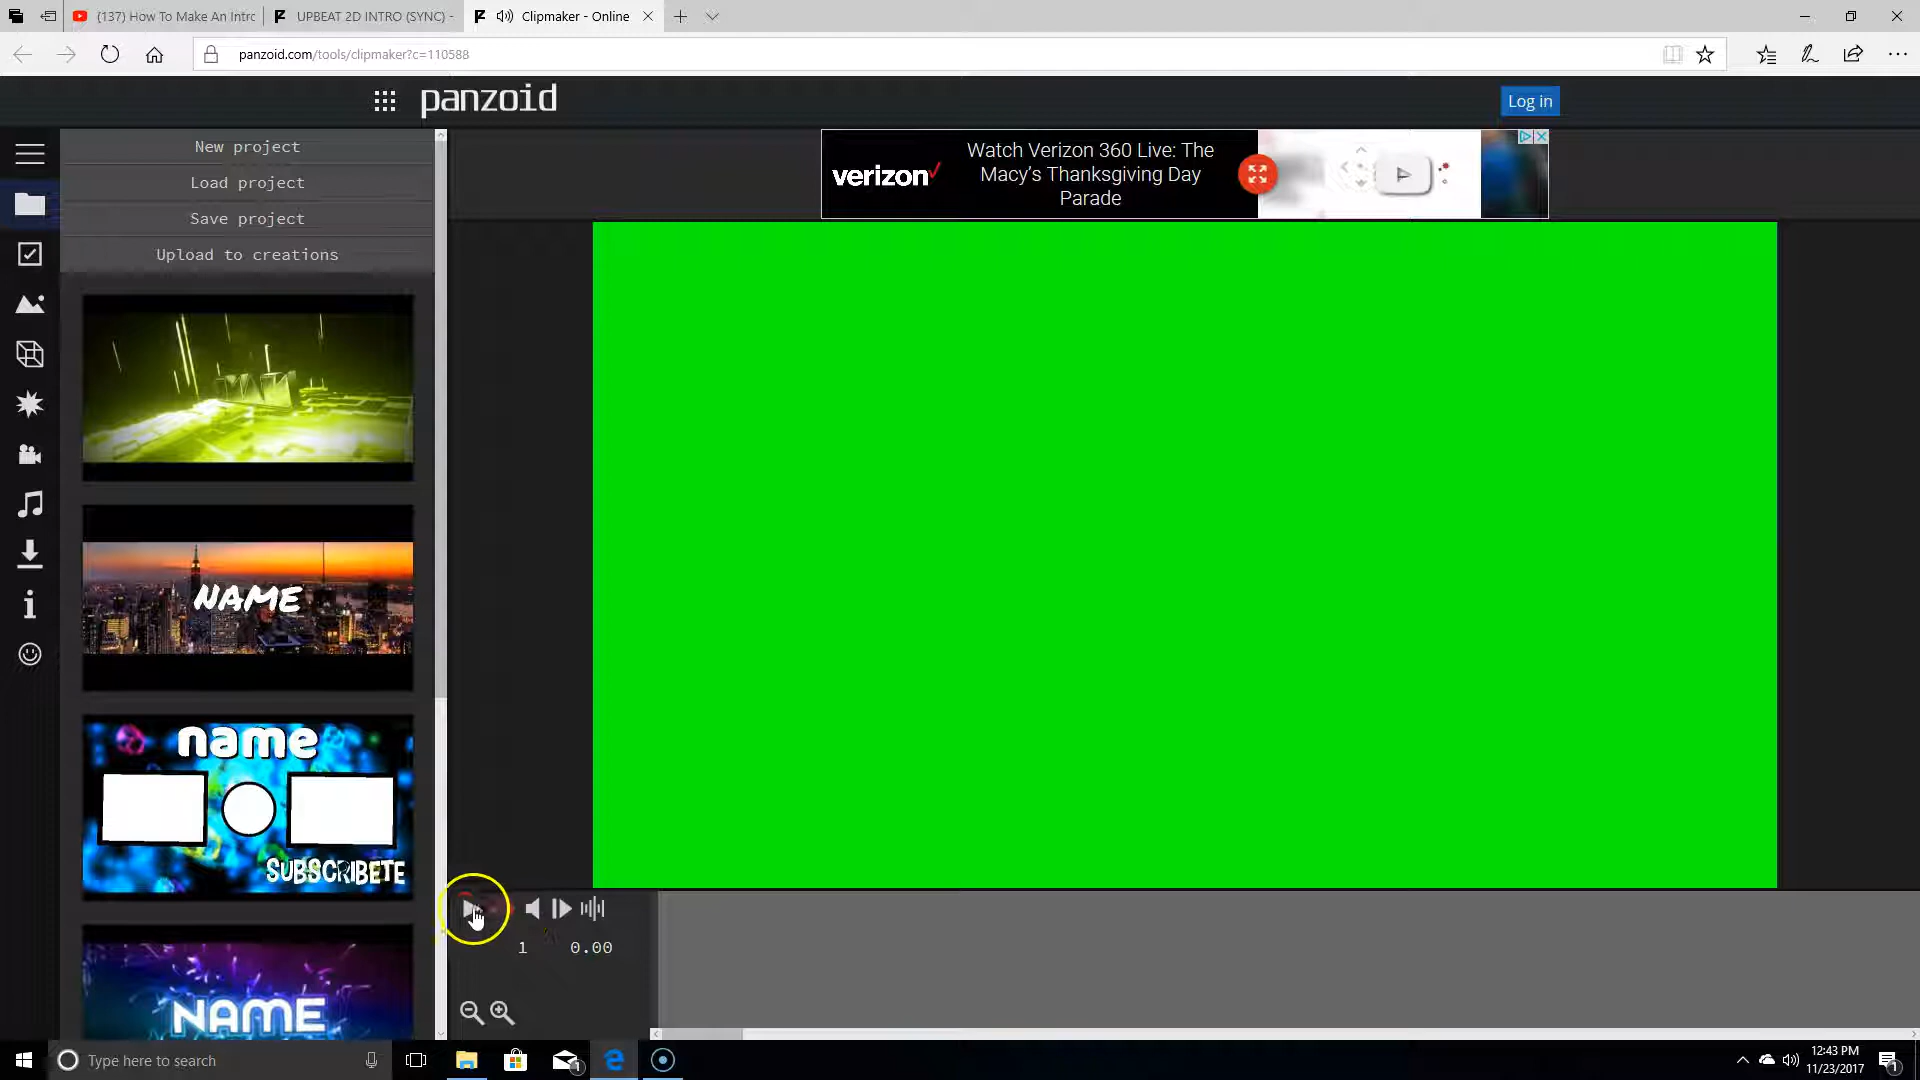 (137) How To Make An Intro
UPBEAT 2D INTRO (SYNC) -
Clipmaker - Online
panzoid.com/tools/clipmaker?c=110588
panzoid
Log in
New project
Load project
Save project
Upload to creations
verizon
Watch Verizon 360 Live: The
Macy's Thanksgiving Day
Parade
NAME
name
SUBSCRIBETE
NAME
1 0.00
Type here to search
1
12:43 PM
11/23/2017
1